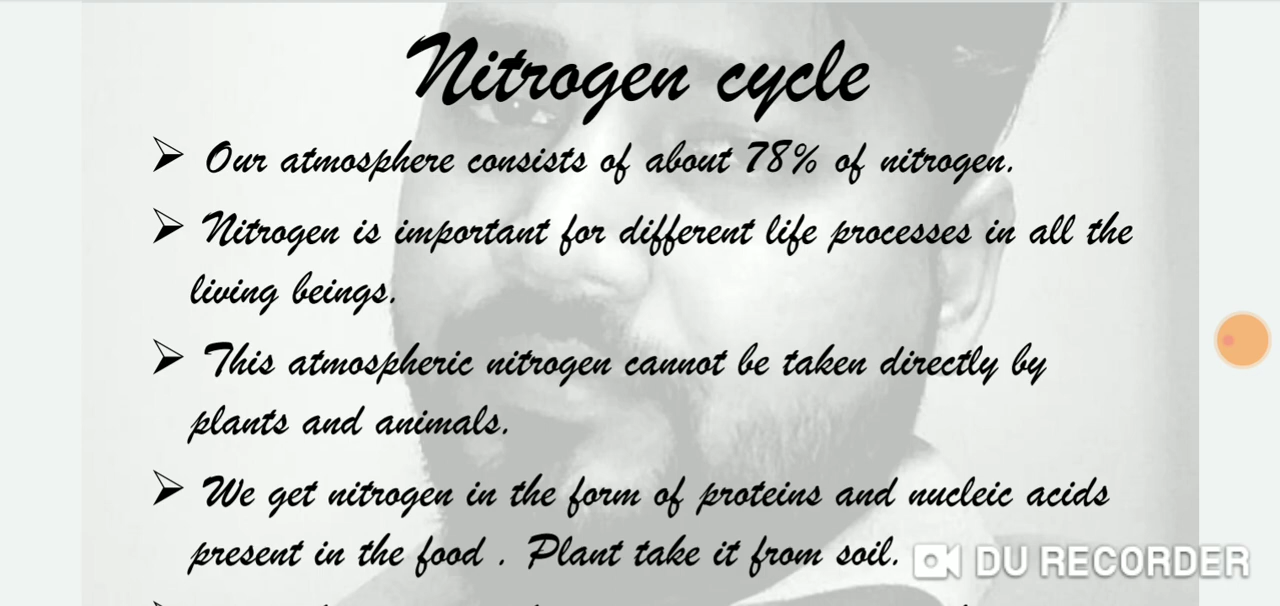 Nitrogen cycle
➢ Our atmosphere consists of about 78% of nitrogen.
➢ Nitrogen is important for different life processes in all the
living beings.
➢ This atmospheric nitrogen cannot be taken directly by
plants and animals.
➢ We get nitrogen in the form of proteins and nucleic acids
present in the food . Plant take it from soil.
DU RECORDER